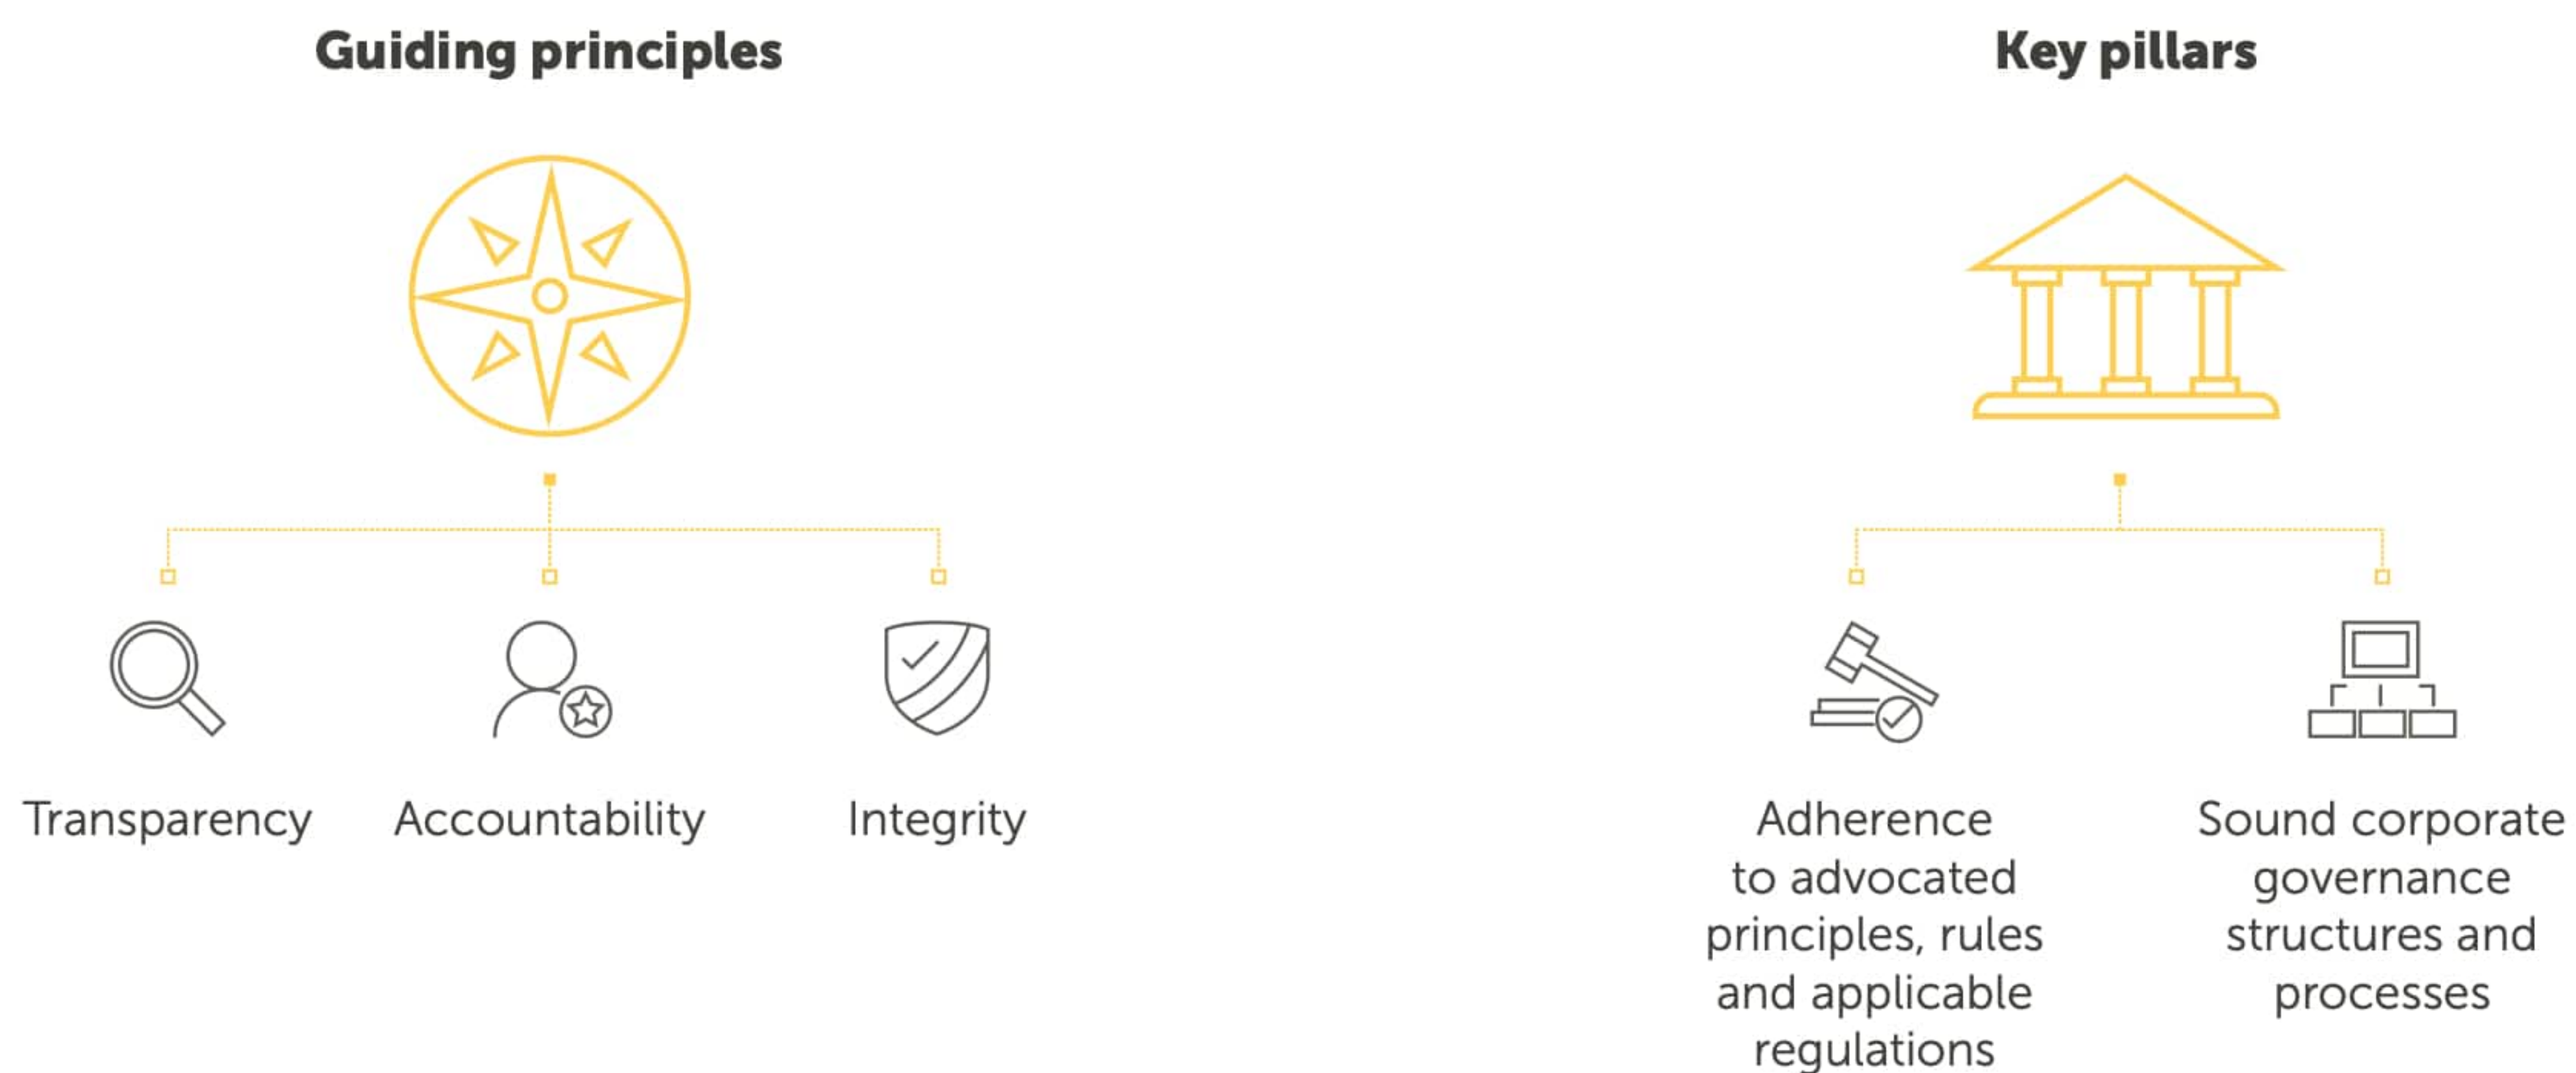 Guiding principles
Transparency
Accountability
Integrity
Key pillars
Adherence
to advocated
principles, rules
and applicable
regulations
Sound corporate
governance
structures and
processes